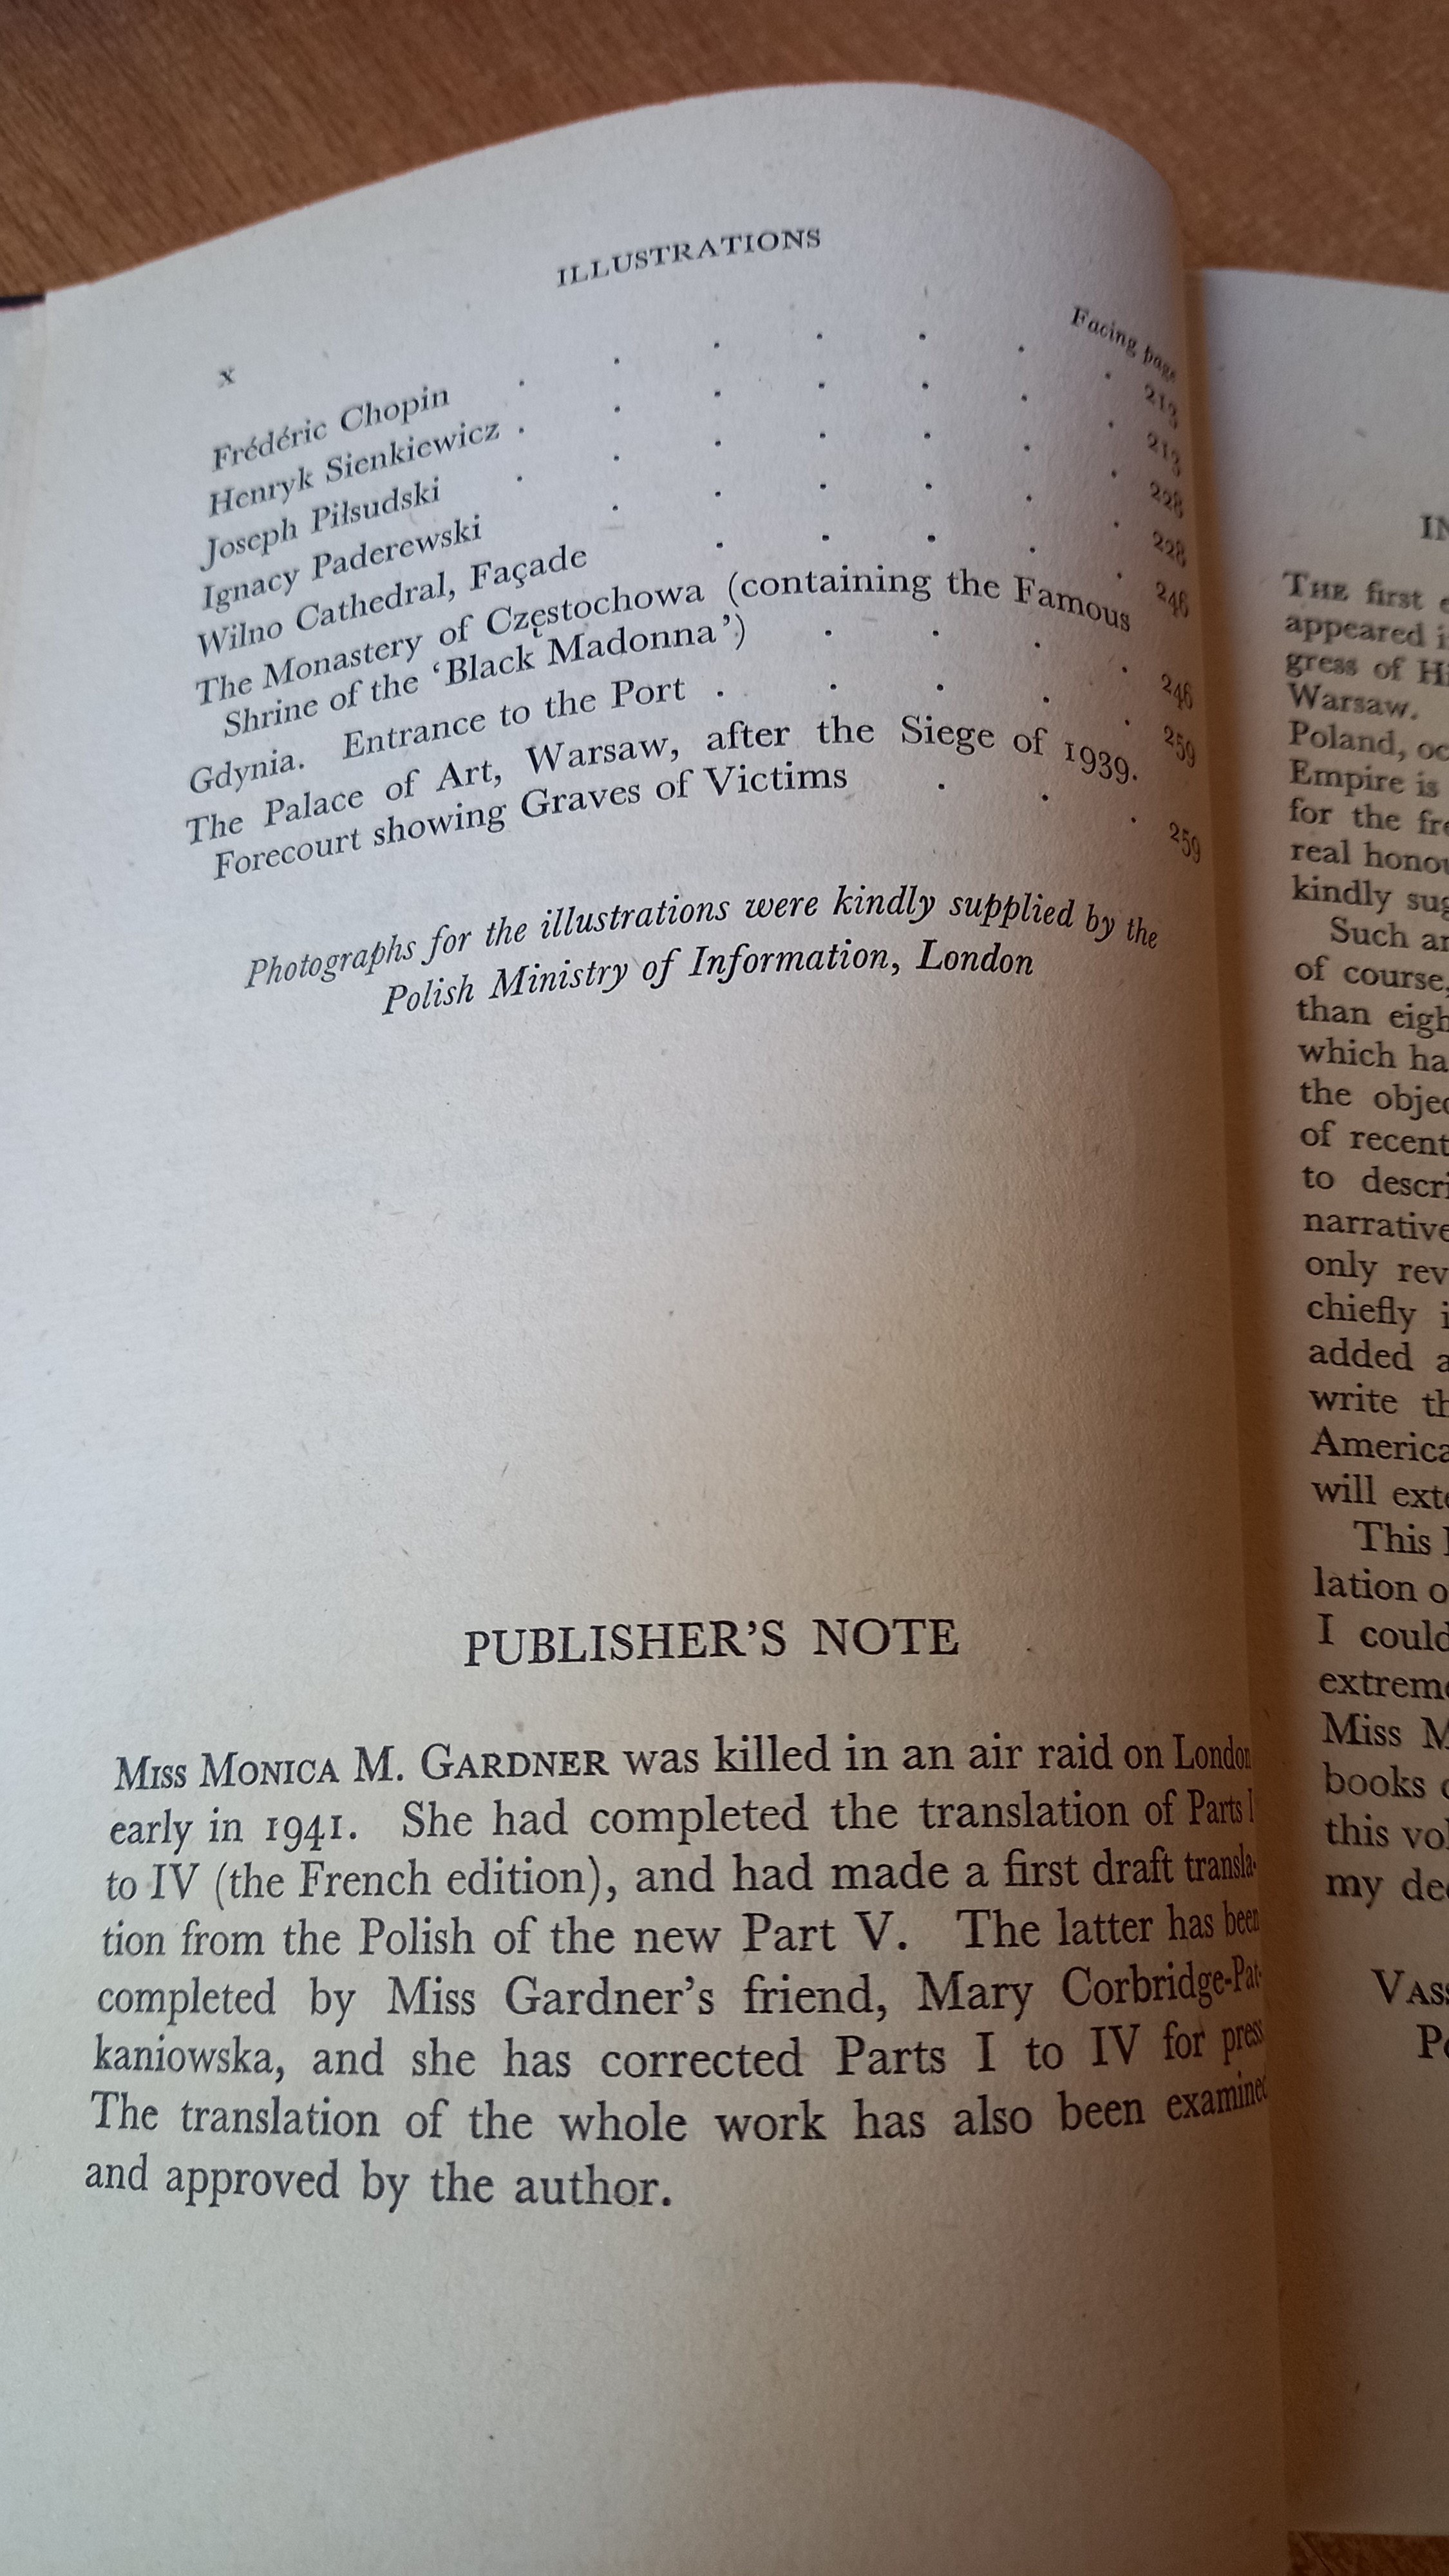 x
ILLUSTRATIONS
Facing page
Frédéric Chopin . . . . . . . 213
Henryk Sienkiewicz . . . . . . . 213
Joseph Piłsudski . . . . . . . 228
Ignacy Paderewski . . . . . . 228
Wilno Cathedral, Façade . . . . . 246
The Monastery of Częstochowa (containing the Famous
Shrine of the ‘Black Madonna’) . . . . 246
Gdynia. Entrance to the Port . . . . . 259
The Palace of Art, Warsaw, after the Siege of 1939.
Forecourt showing Graves of Victims . . . 259
Photographs for the illustrations were kindly supplied by the
Polish Ministry of Information, London
PUBLISHER’S NOTE
Miss Monica M. Gardner was killed in an air raid on London
early in 1941. She had completed the translation of Parts I
to IV (the French edition), and had made a first draft transla-
tion from the Polish of the new Part V. The latter has been
completed by Miss Gardner’s friend, Mary Corbridge-Pat-
kaniowska, and she has corrected Parts I to IV for press
The translation of the whole work has also been examined
and approved by the author.
The first
appeared
gress of
Warsaw.
Poland,
Empire is
for the
real
kindly
Such
of course,
than
which
the
of recent
to
narrative
only
chiefly
added
write
America
will
This
lation
I could
Miss M
books
this
my